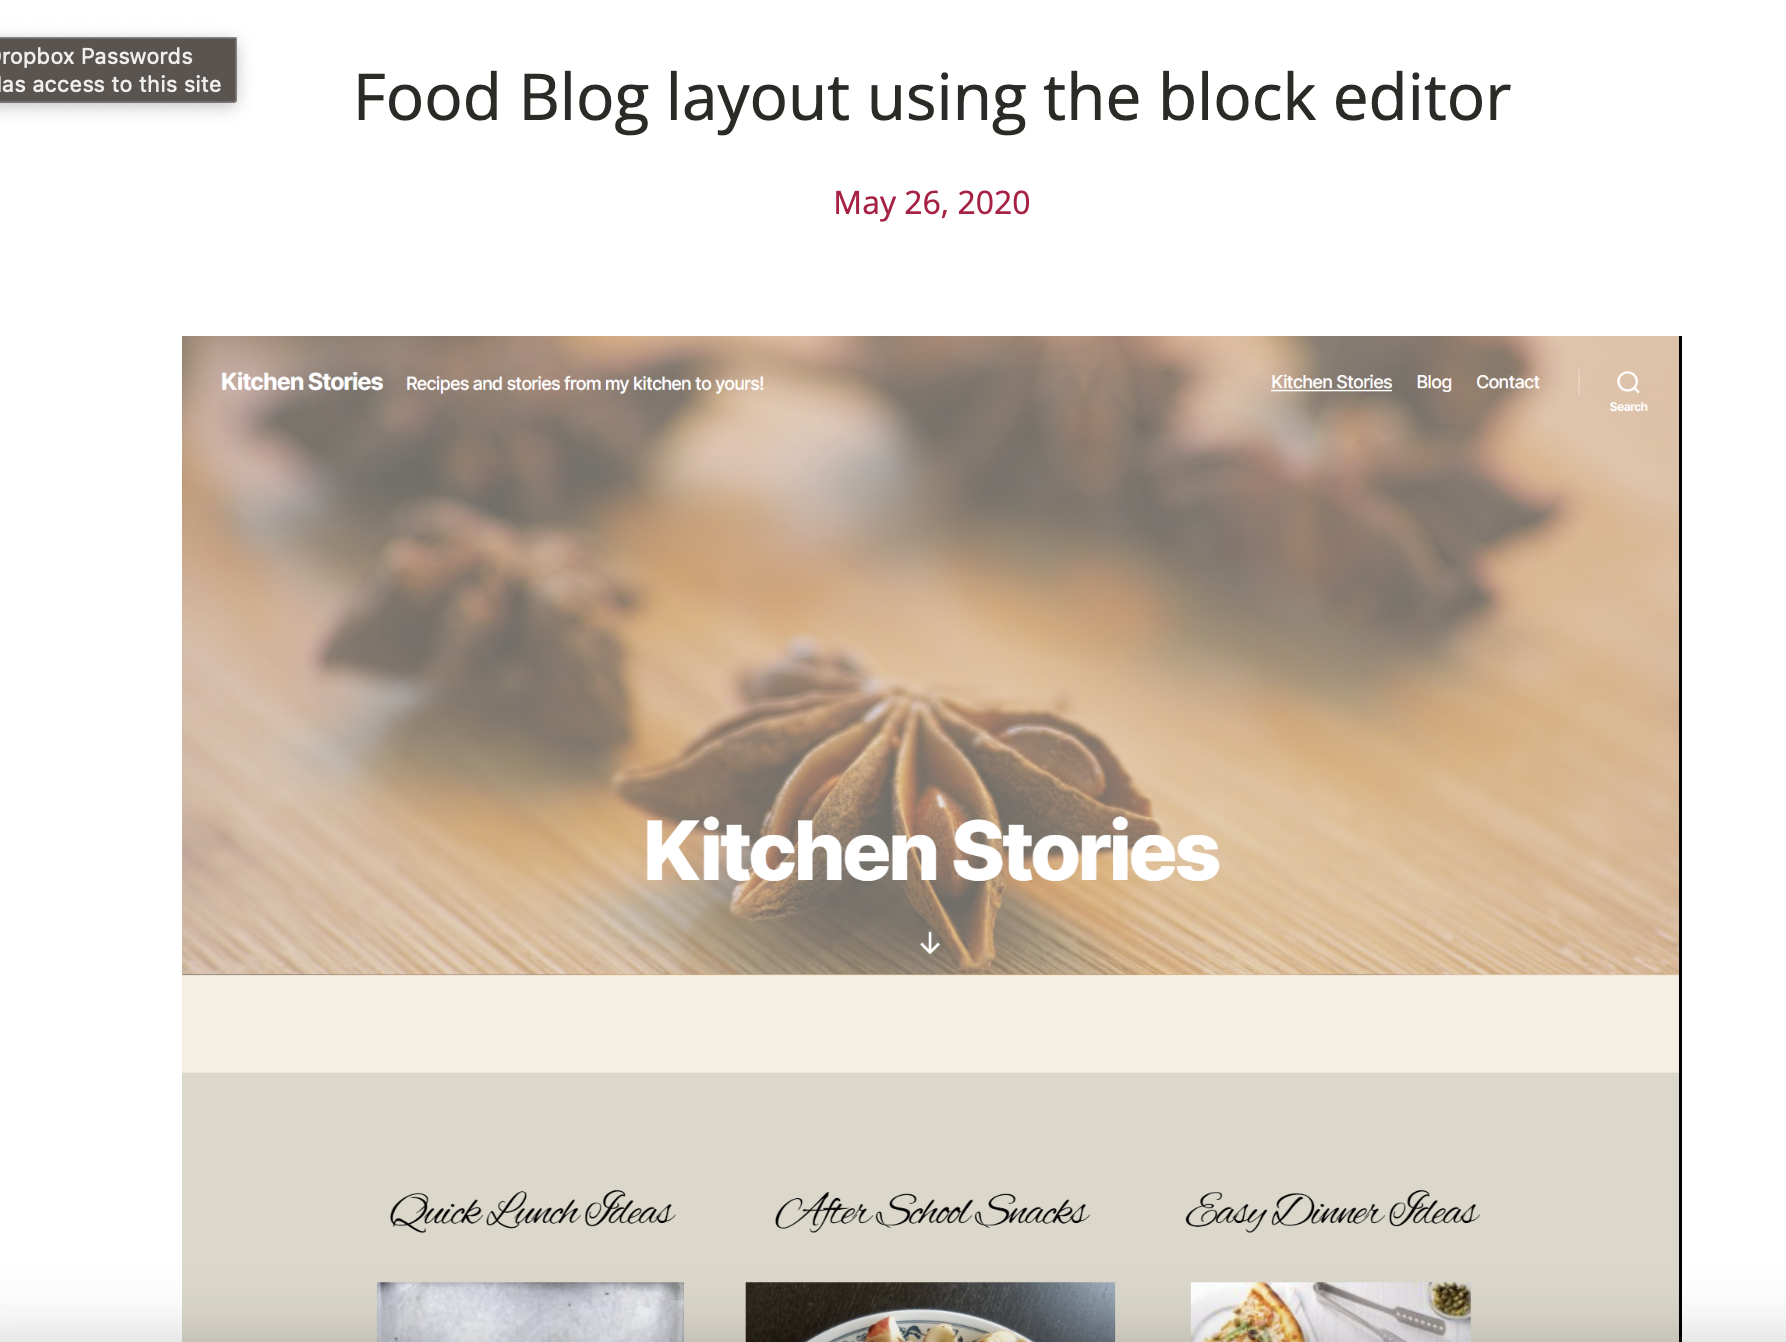 ropbox Passwords
as access to this site
Food Blog layout using the block editor
May 26, 2020
Kitchen Stories Recipes and stories from my kitchen to yours! Kitchen Stories Blog Contact
Search
Kitchen Stories
Quick Lunch Ideas After School Snacks Easy Dinner Ideas